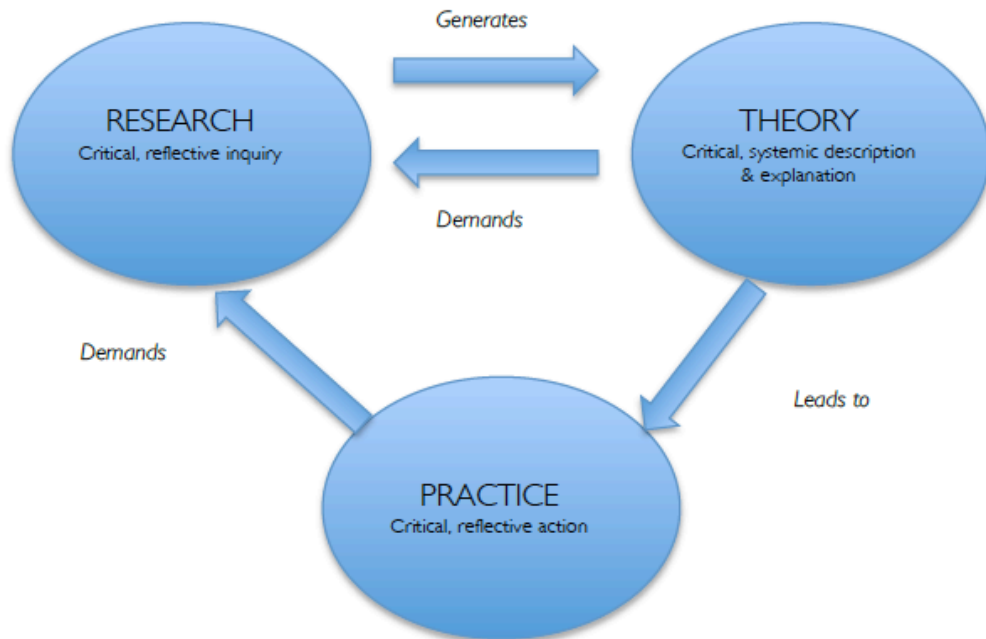 Generates
RESEARCH
Critical, reflective inquiry
THEORY
Critical, systemic description
& explanation
Demands
Demands
Leads to
PRACTICE
Critical, reflective action